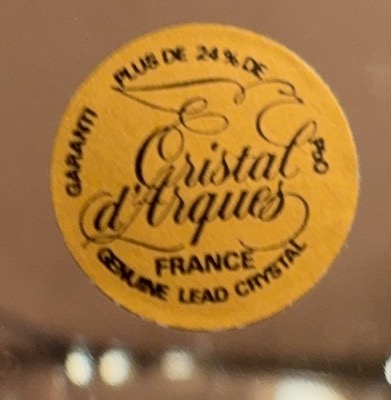 GARANTI PLUS DE 24% DE PbO
Cristal
d'Arques
FRANCE
GENUINE LEAD CRYSTAL